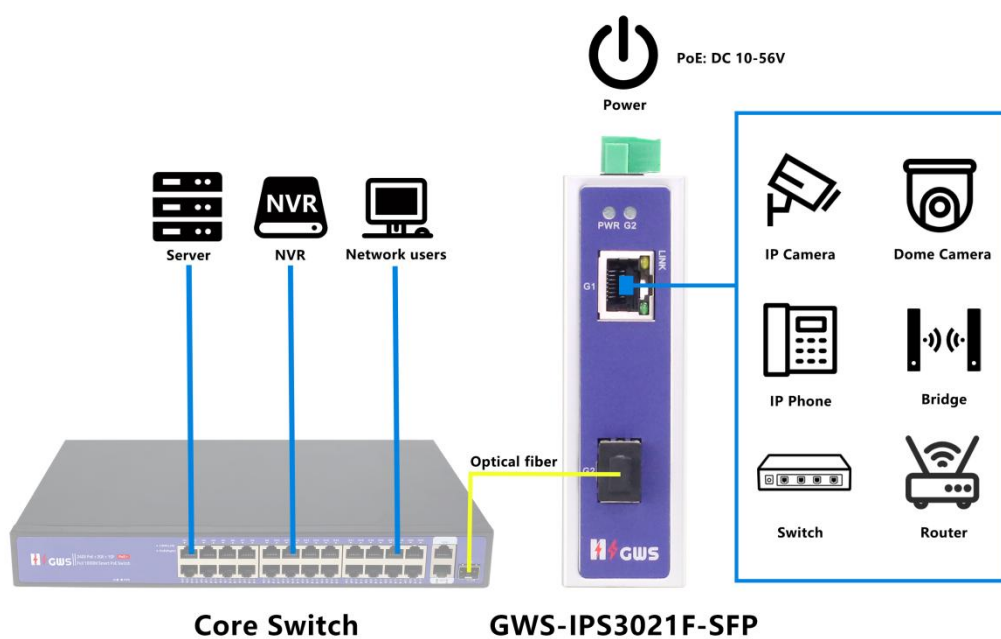 PoE: DC 10-56V
Power
NVR
Server
NVR
Network users
PWR G2
LINK
G1
IP Camera
Dome Camera
IP Phone
Bridge
Optical fiber
G2
Switch
Router
GWS
GWS
Core Switch
GWS-IPS3021F-SFP